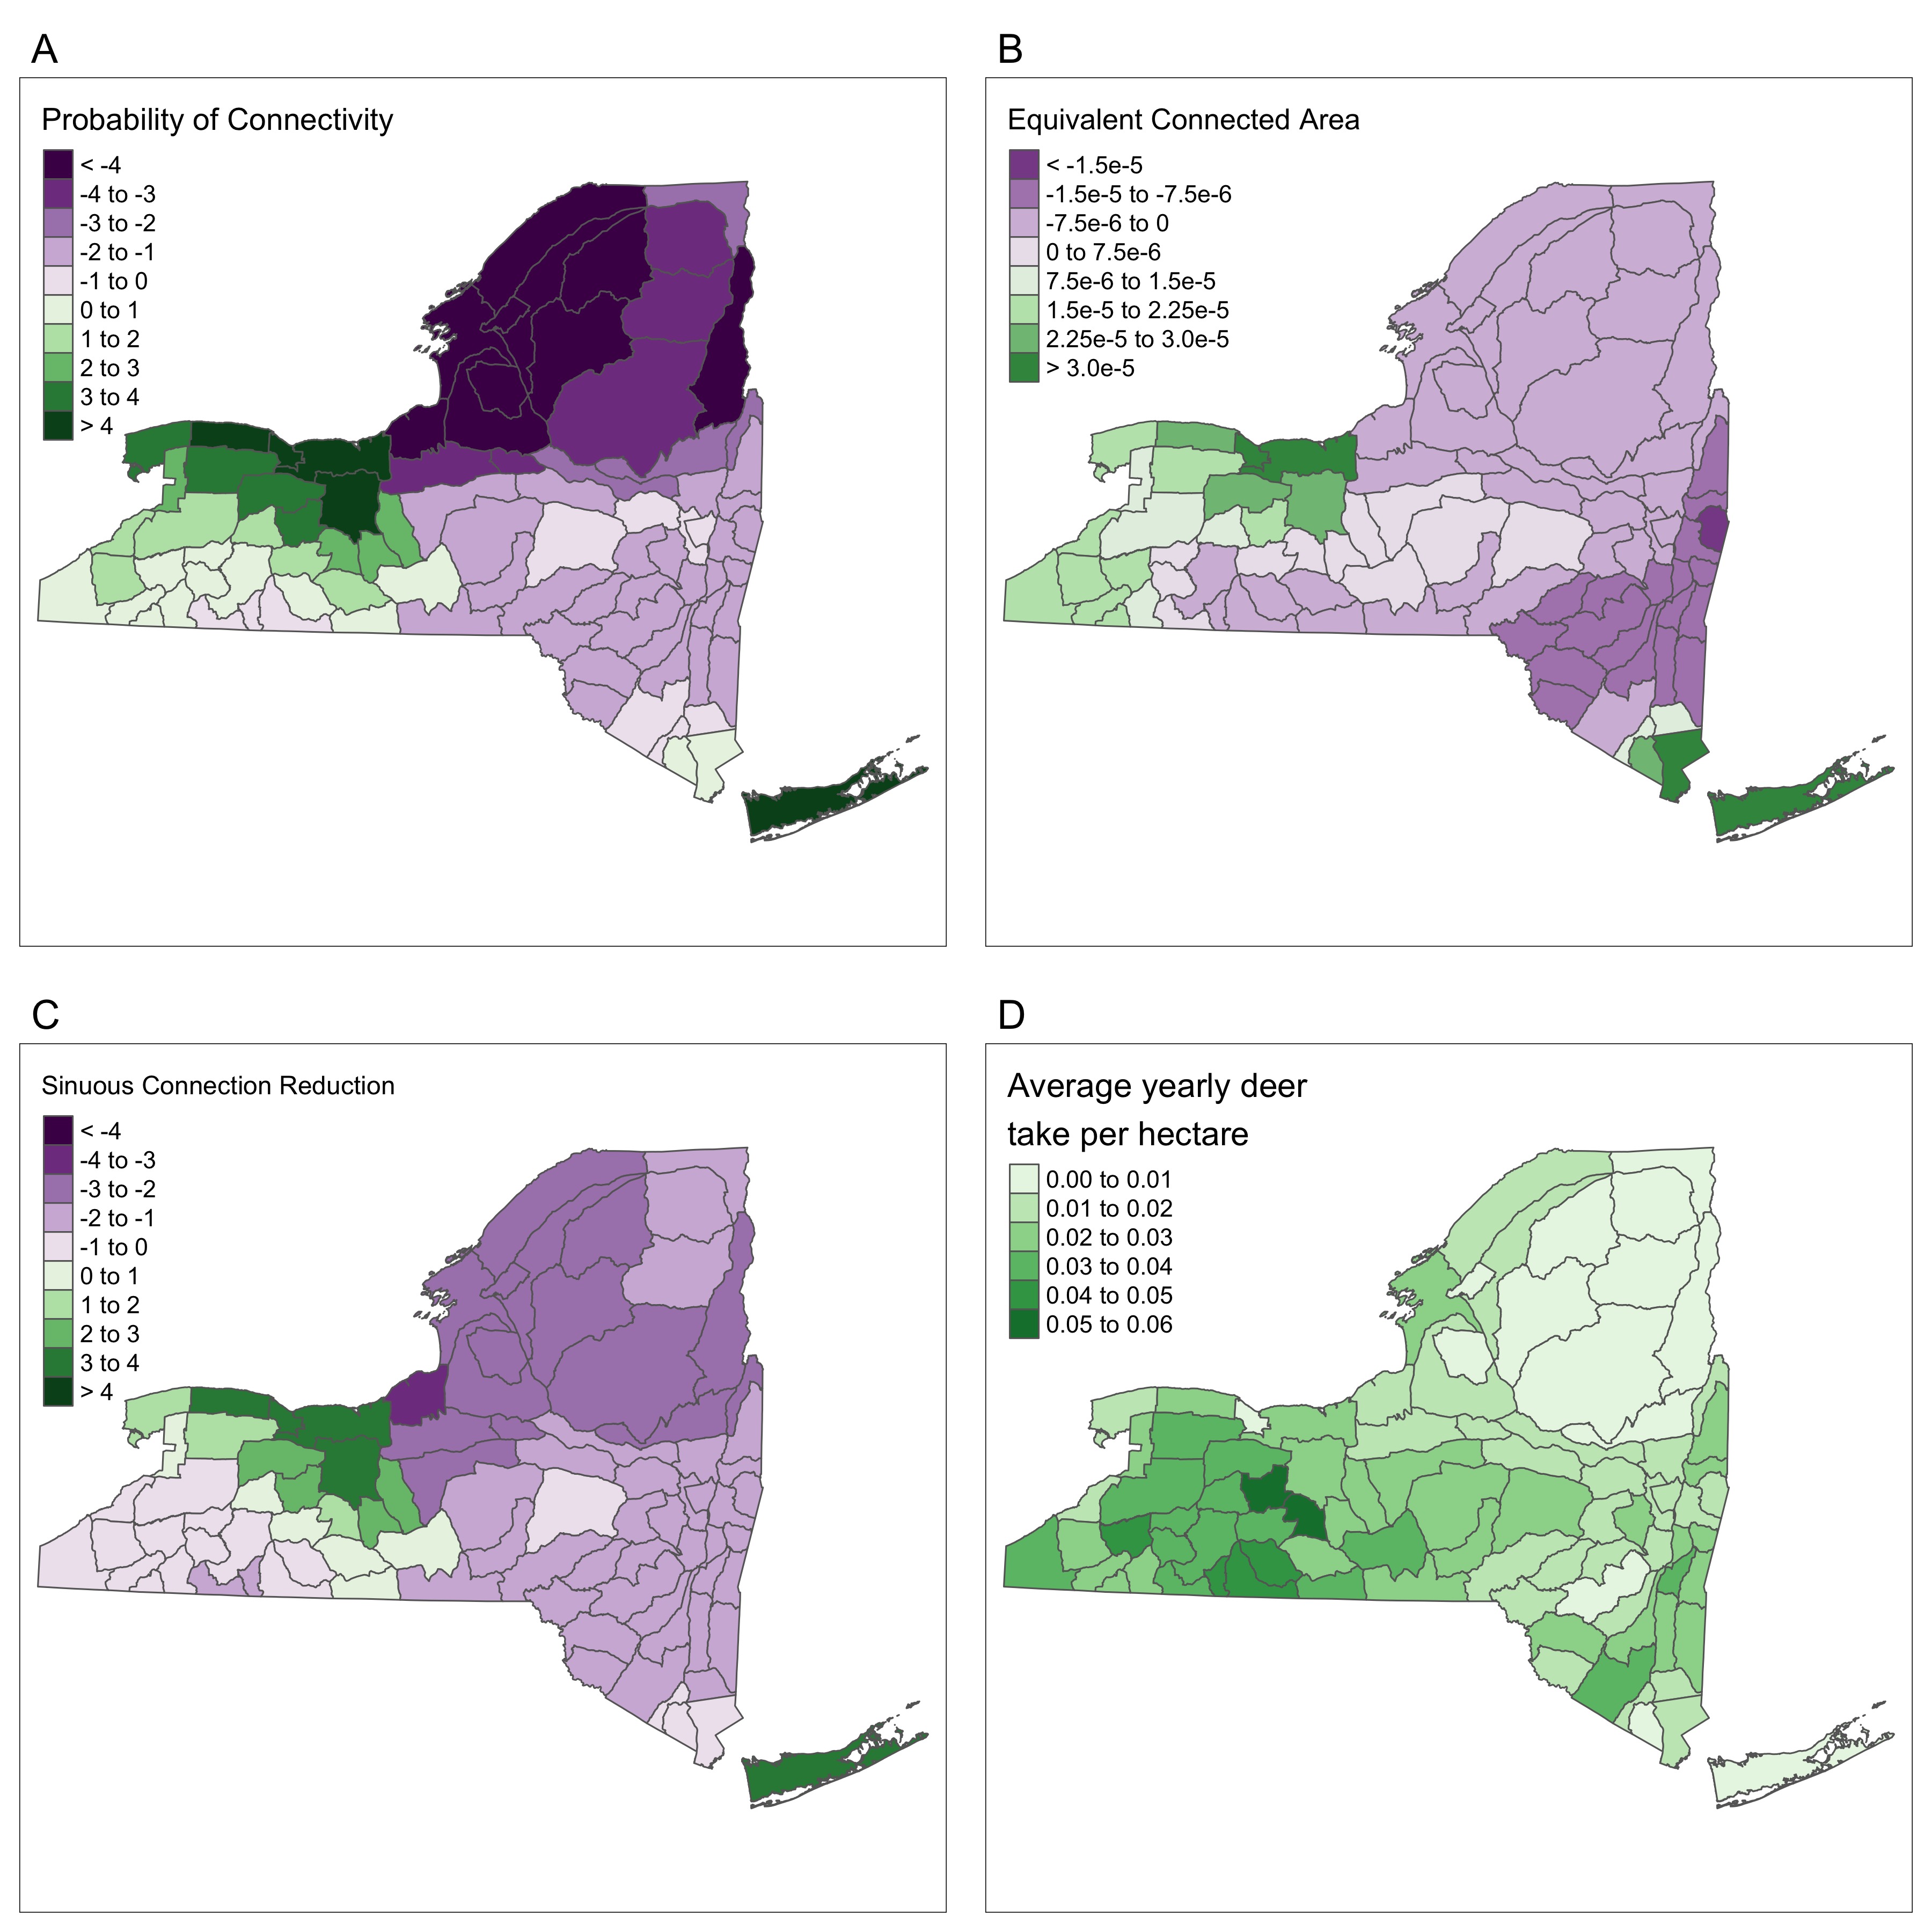 A
Probability of Connectivity
< -4
-4 to -3
-3 to -2
-2 to -1
-1 to 0
0 to 1
1 to 2
2 to 3
3 to 4
> 4
B
Equivalent Connected Area
< -1.5e-5
-1.5e-5 to -7.5e-6
-7.5e-6 to 0
0 to 7.5e-6
7.5e-6 to 1.5e-5
1.5e-5 to 2.25e-5
2.25e-5 to 3.0e-5
> 3.0e-5
C
Sinuous Connection Reduction
< -4
-4 to -3
-3 to -2
-2 to -1
-1 to 0
0 to 1
1 to 2
2 to 3
3 to 4
> 4
D
Average yearly deer
take per hectare
0.00 to 0.01
0.01 to 0.02
0.02 to 0.03
0.03 to 0.04
0.04 to 0.05
0.05 to 0.06